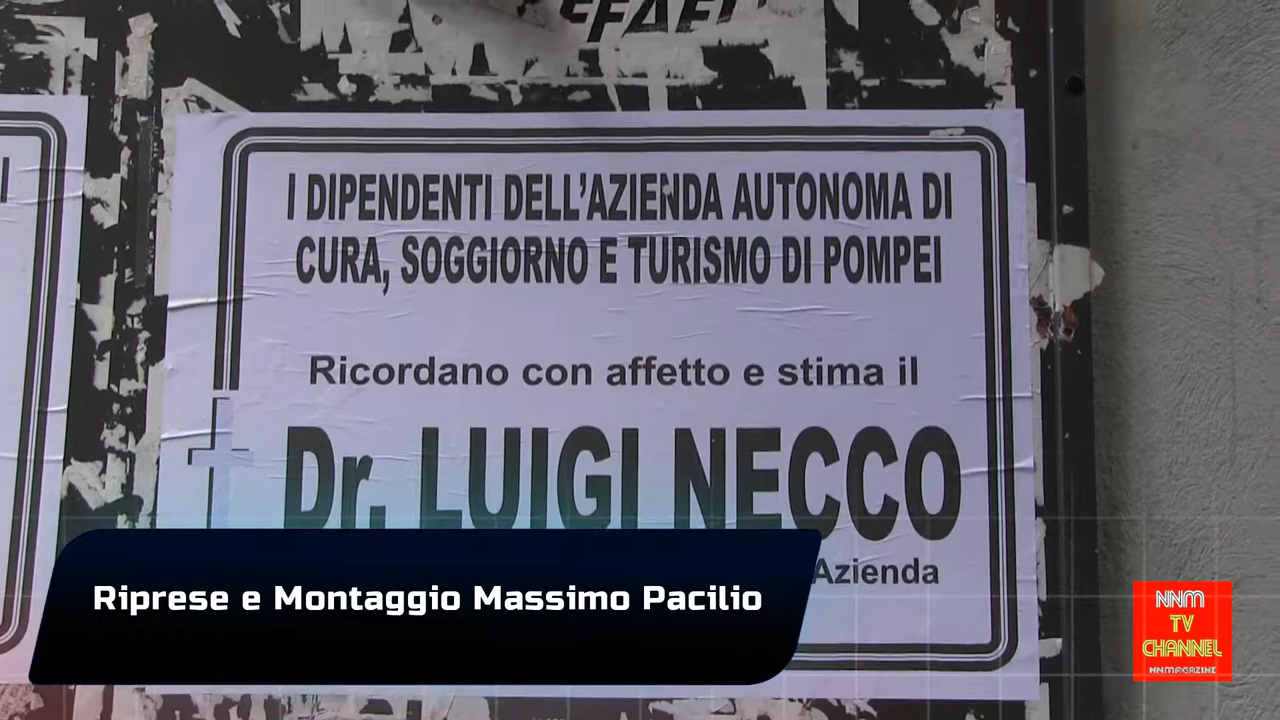 I DIPENDENTI DELL'AZIENDA AUTONOMA DI
CURA, SOGGIORNO E TURISMO DI POMPEI
Ricordano con affetto e stima il
Dr. LUIGI NECCO
Azienda
Riprese e Montaggio Massimo Pacilio
NNM
TV
CHANNEL
NNMAGAZINE